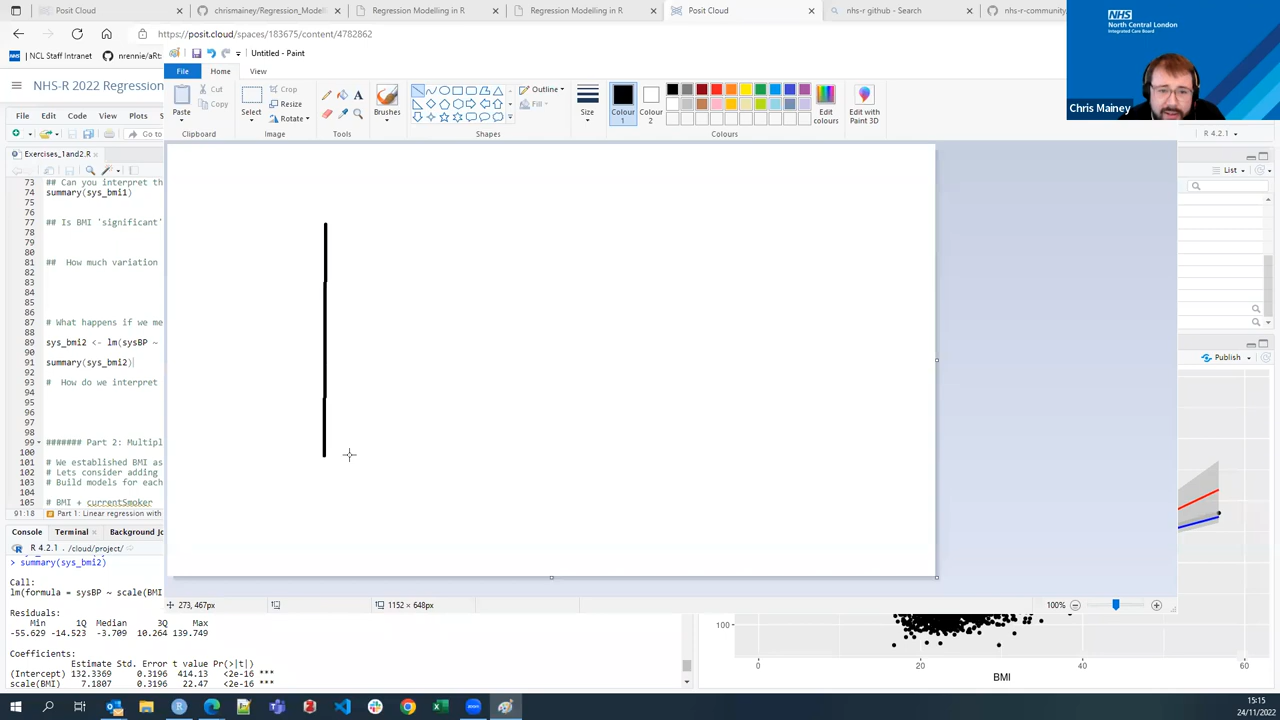 Posit Cloud
chrismainey/Regression_Modell
Regression Modelling in R
Regression Modelling in R
Posit Cloud
nhs-r github - Search
nhs-r-community
https://posit.cloud/spaces/183675/content/4782862
NCL Staff Intranet
nrennie/aRt
NHS-R 2022 Regression
Untitled - Paint
File
Home
View
Paste
Cut
Copy
Clipboard
Select
Crop
Resize
Rotate
Image
A
Tools
Brushes
Shapes
Outline
Fill
Size
Colour 1
Colour 2
Colours
Edit colours
Edit with Paint 3D
NHS
North Central London
Integrated Care Board
Chris Mainey
File
Edit
Code
View
Plots
Go to
R 4.2.1
Exercises_1and2.R
List
73 ## Can you interpret th
74 summary(sys_bmi1)
75
76
77 ## Is BMI 'significant'
78
79
80
81 ## How much variation
82
83
84
85
86
87 # What happens if we me
88
89 sys_bmi2 <- lm(sysBP ~
90
91 summary(sys_bmi2)
92
93 # How do we interpret
94
95
96
97
98
99 ####### Part 2: Multipl
100
101 # We established BMI as
102 # Lets consider adding
103 # Build models for each
104
105 # BMI + currentSmoker
91:18
Part 1: Linear regression with
Publish
Console
Terminal
Background Jo
R 4.2.1 . /cloud/project/
> summary(sys_bmi2)
Call:
lm(formula = sysBP ~ scale(BMI
Residuals:
Min 1Q Median 3Q Max
-55.629 -14.523 -3.709 10.264 139.749
Coefficients:
Estimate Std. Error t value Pr(>|t|)
(Intercept) 132.3369 0.3196 414.13 <2e-16 ***
scale(BMI) 7.1807 0.3196 22.47 <2e-16 ***
273, 467px
1152 × 648px
100%
100
0
20
40
60
BMI
15:15
24/11/2022